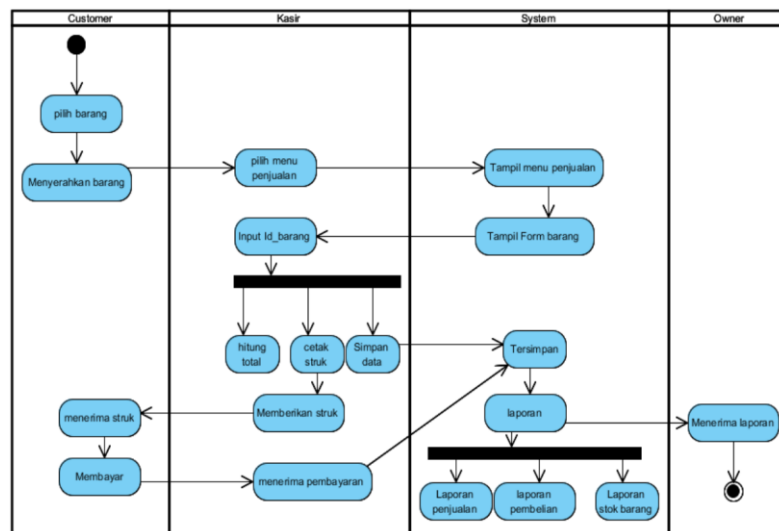 Customer
Kasir
System
Owner
pilih barang
Menyerahkan barang
pilih menu
penjualan
Tampil menu penjualan
Input Id_barang
Tampil Form barang
hitung
total
cetak
struk
Simpan
data
Tersimpan
menerima struk
Memberikan struk
laporan
Menerima laporan
Membayar
menerima pembayaran
Laporan
penjualan
laporan
pembelian
Laporan
stok barang